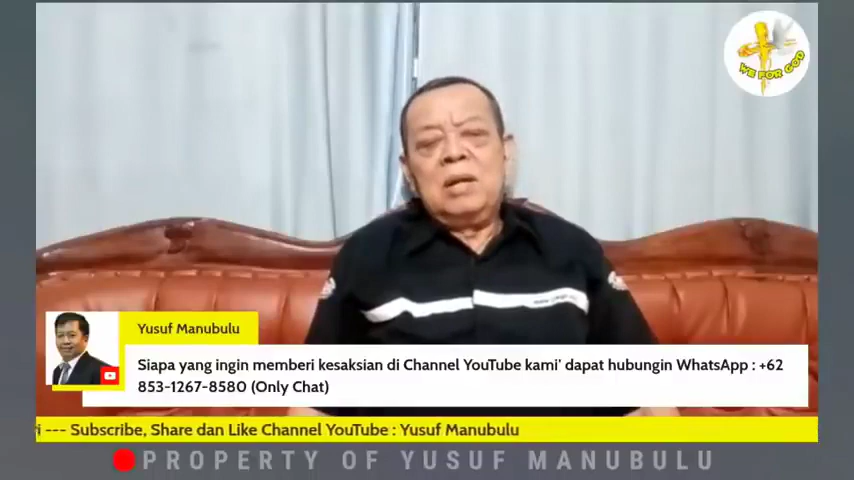 WE FOR GOD
Yusuf Manubulu
Siapa yang ingin memberi kesaksian di Channel YouTube kami' dapat hubungin WhatsApp : +62
853-1267-8580 (Only Chat)
--- Subscribe, Share dan Like Channel YouTube : Yusuf Manubulu
PROPERTY OF YUSUF MANUBULU